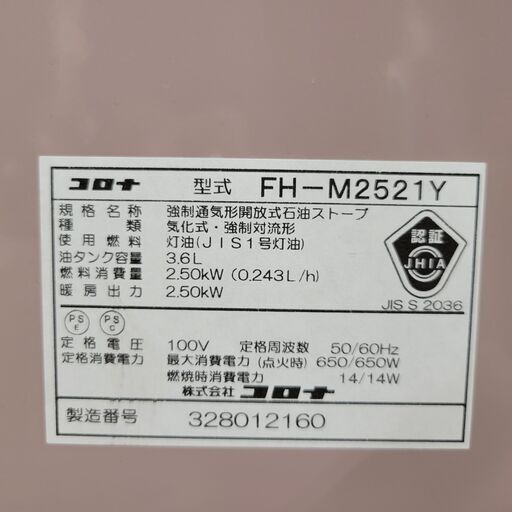 コロナ 型式 FH-M2521Y
規格名称 強制通気形開放式石油ストーブ
種類 気化式・強制対流形
使用燃料 灯油(JIS1号灯油)
油タンク容量 3.6L
燃料消費量 2.50kW (0.243L/h)
暖房出力 2.50kW
認証
JHIA
JIS S 2036
PS E PS C
定格電圧 100V 定格周波数 50/60Hz
定格消費電力 最大消費電力 (点火時) 650/650W
燃焼時消費電力 14/14W
株式会社 コロナ
製造番号 328012160